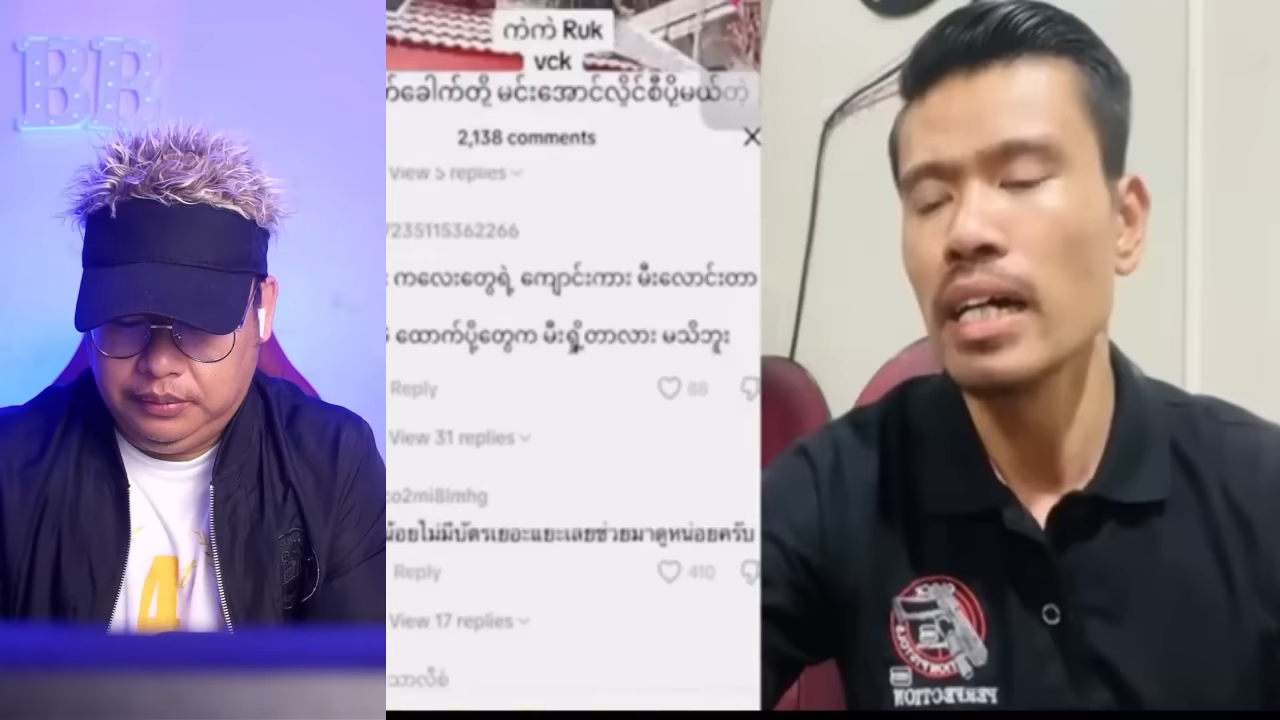 BB
ကဲကဲ Ruk
vck
ခေါက်တို့ မင်းအောင်လှိုင်စီပို့မယ်တဲ့
2,138 comments
View 5 replies
7235115362266
ကလေးတွေရဲ့ ကျောင်းကား မီးလောင်တာ
ထောက်ပို့တွေက မီးရှို့တာလား မသိဘူး
Reply
88
View 31 replies
co2mi8lmhg
น้อยไม่มีบัตรเยอะแยะเลยช่วยมาดูหน่อยครับ
Reply
410
View 17 replies
PERFECTION